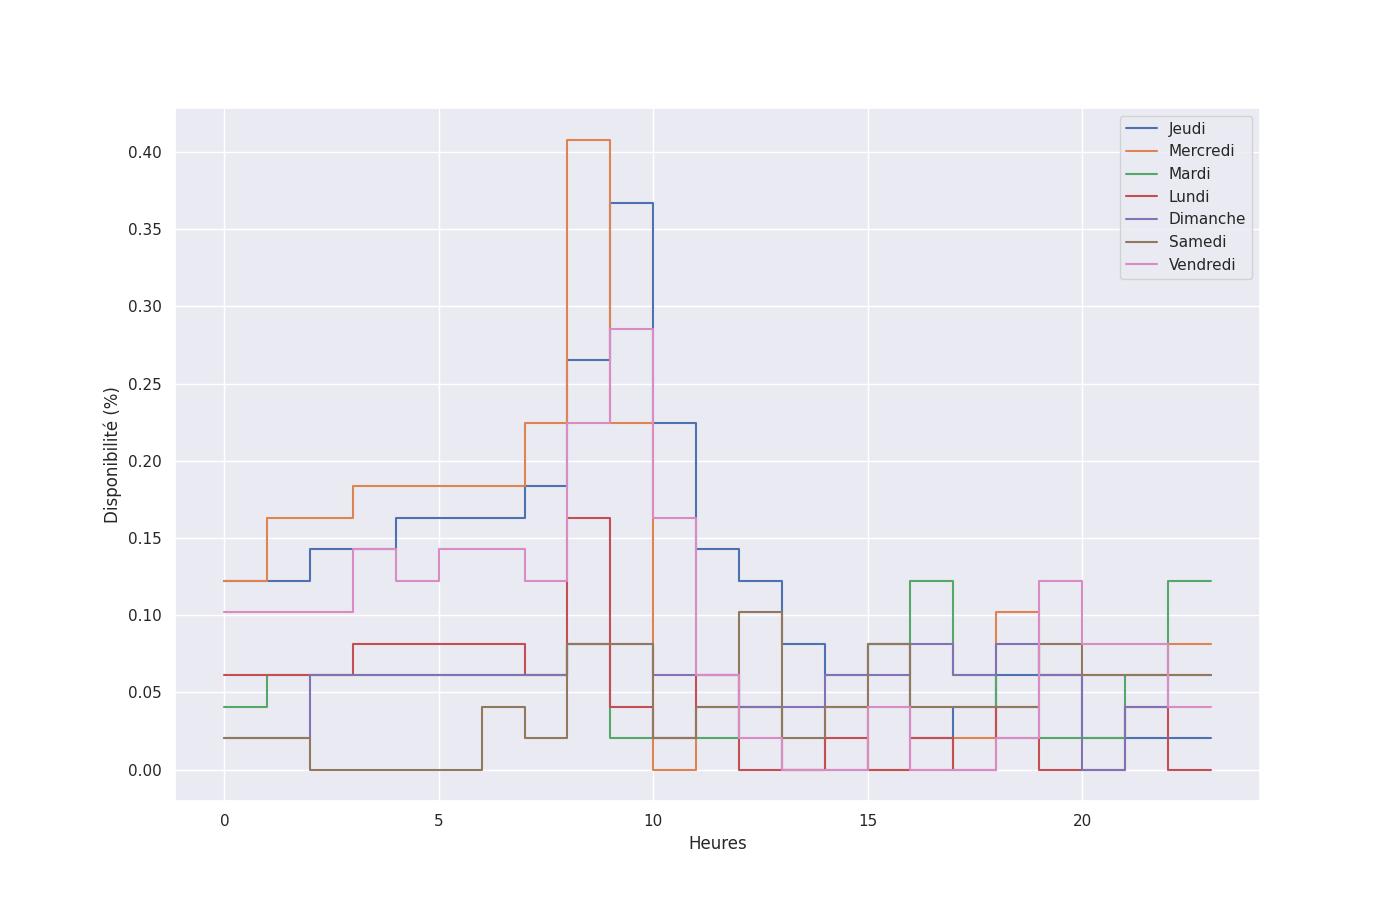 Jeudi
Mercredi
Mardi
Lundi
Dimanche
Samedi
Vendredi
Disponibilité (%)
0.40
0.35
0.30
0.25
0.20
0.15
0.10
0.05
0.00
0 5 10 15 20
Heures